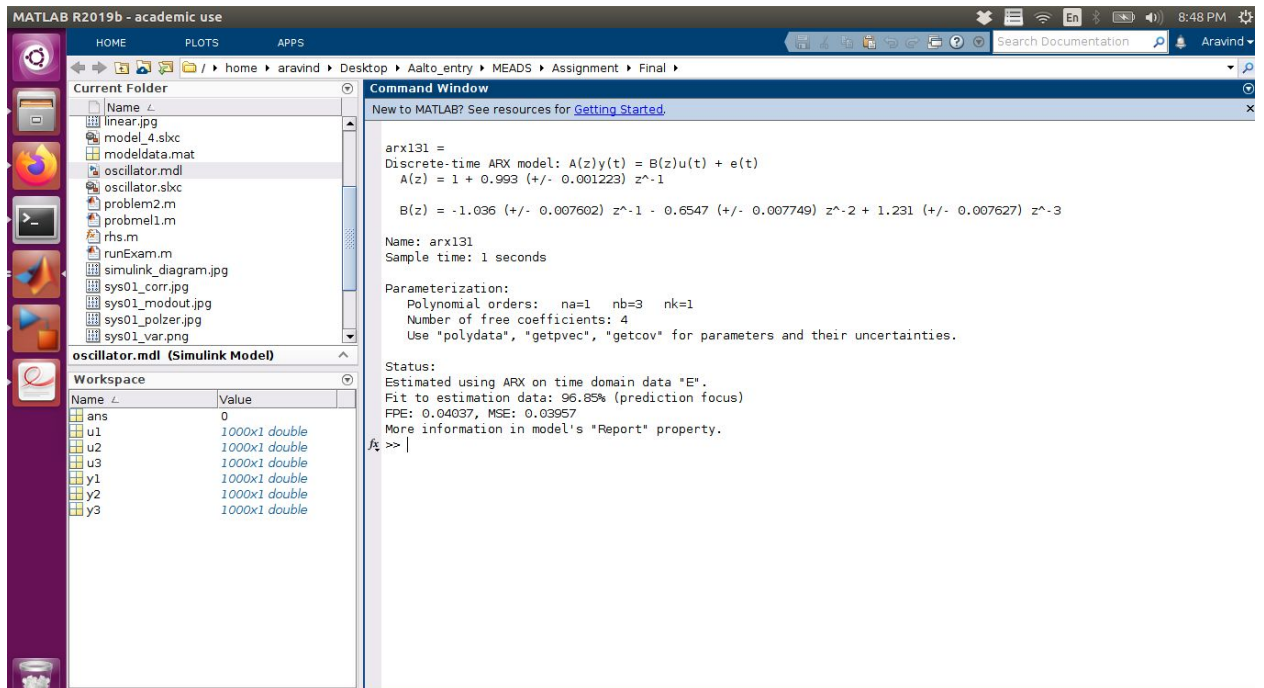 MATLAB R2019b - academic use
En
8:48 PM
HOME PLOTS APPS
Search Documentation
Aravind
/ home aravind Desktop Aalto_entry MEADS Assignment Final
Current Folder
Name
linear.jpg
model_4.slxc
modeldata.mat
oscillator.mdl
oscillator.slxc
problem2.m
probmel1.m
rhs.m
runExam.m
simulink_diagram.jpg
sys01_corr.jpg
sys01_modout.jpg
sys01_polzer.jpg
sys01_var.png
oscillator.mdl (Simulink Model)
Workspace
Name Value
ans 0
u1 1000x1 double
u2 1000x1 double
u3 1000x1 double
y1 1000x1 double
y2 1000x1 double
y3 1000x1 double
Command Window
New to MATLAB? See resources for Getting Started.
arx131 =
Discrete-time ARX model: A(z)y(t) = B(z)u(t) + e(t)
A(z) = 1 + 0.993 (+/- 0.001223) z^-1
B(z) = -1.036 (+/- 0.007602) z^-1 - 0.6547 (+/- 0.007749) z^-2 + 1.231 (+/- 0.007627) z^-3
Name: arx131
Sample time: 1 seconds
Parameterization:
Polynomial orders: na=1 nb=3 nk=1
Number of free coefficients: 4
Use "polydata", "getpvec", "getcov" for parameters and their uncertainties.
Status:
Estimated using ARX on time domain data "E".
Fit to estimation data: 96.85% (prediction focus)
FPE: 0.04037, MSE: 0.03957
More information in model's "Report" property.
fx >>